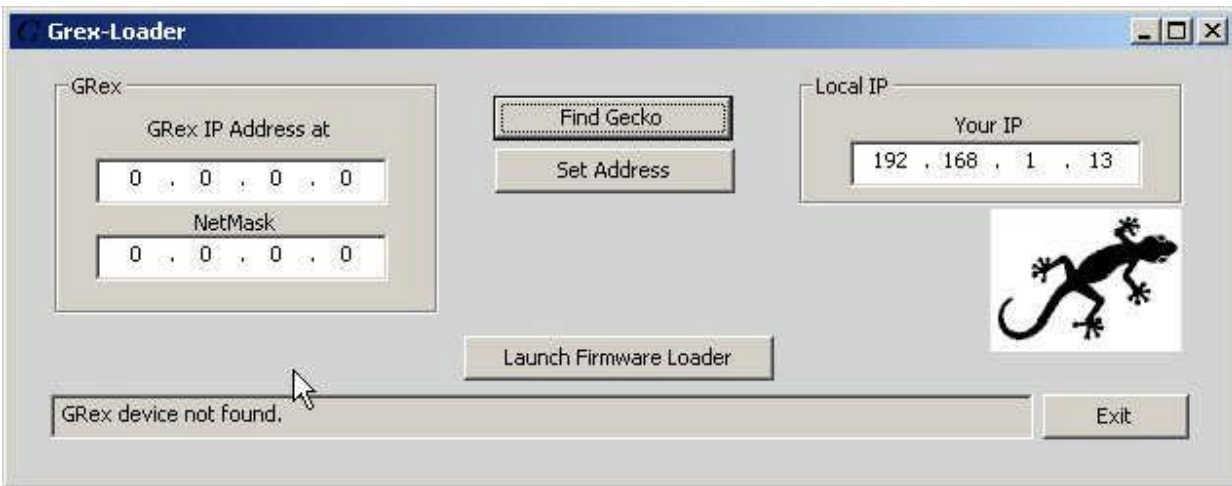 Grex-Loader
GRex
GRex IP Address at
0 . 0 . 0 . 0
NetMask
0 . 0 . 0 . 0
Find Gecko
Set Address
Local IP
Your IP
192 . 168 . 1 . 13
Launch Firmware Loader
GRex device not found.
Exit